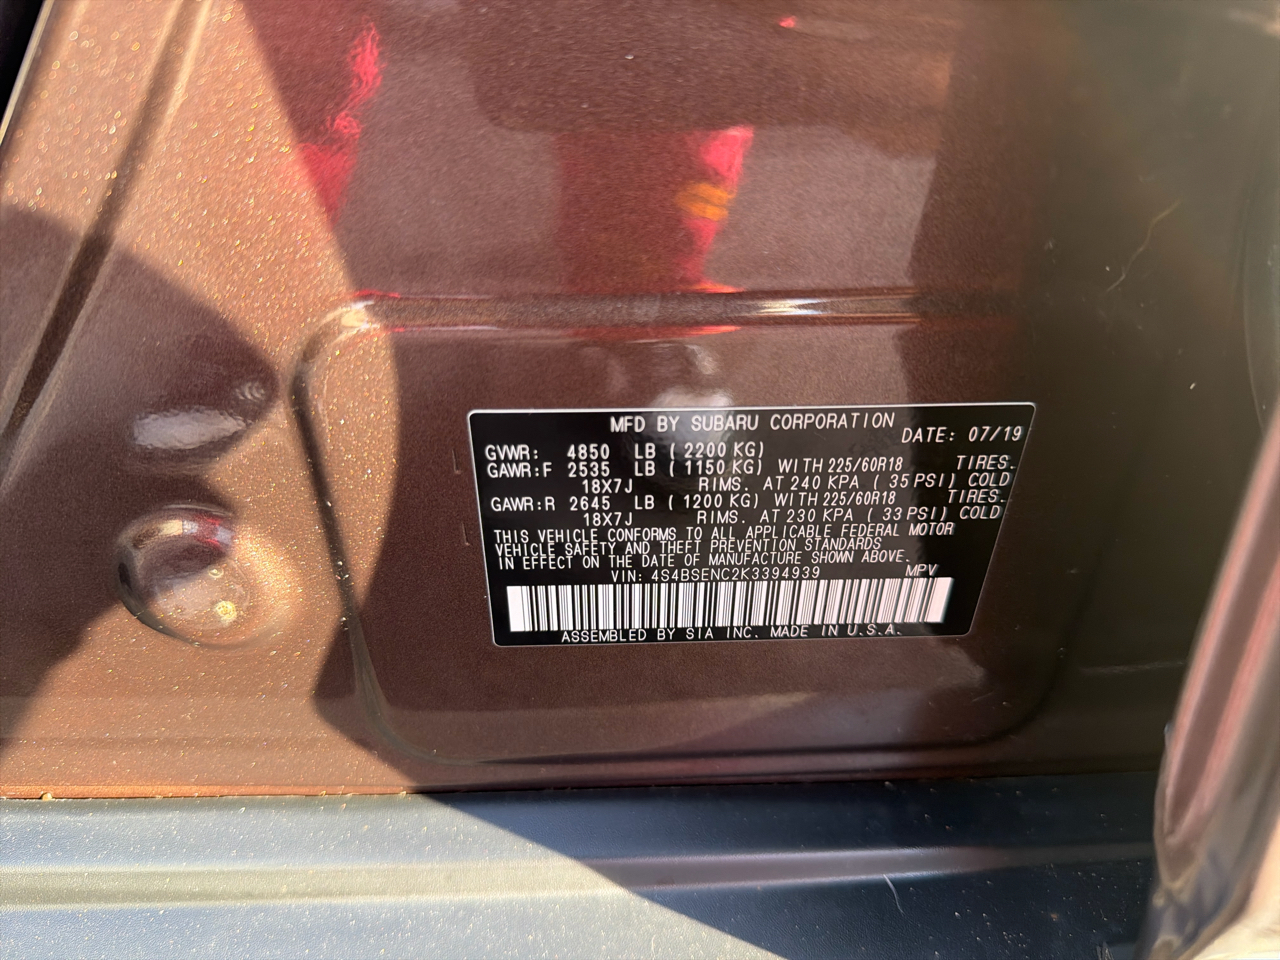 MFD BY SUBARU CORPORATION
DATE: 07/19
GVWR: 4850 LB ( 2200 KG)
GAWR:F 2535 LB ( 1150 KG) WITH 225/60R18 TIRES.
18X7J RIMS. AT 240 KPA ( 35 PSI) COLD
GAWR:R 2645 LB ( 1200 KG) WITH 225/60R18 TIRES.
18X7J RIMS. AT 230 KPA ( 33 PSI) COLD
THIS VEHICLE CONFORMS TO ALL APPLICABLE FEDERAL MOTOR
VEHICLE SAFETY AND THEFT PREVENTION STANDARDS
IN EFFECT ON THE DATE OF MANUFACTURE SHOWN ABOVE.
VIN: 4S4BSENC2K3394939 MPV
ASSEMBLED BY SIA INC. MADE IN U.S.A.